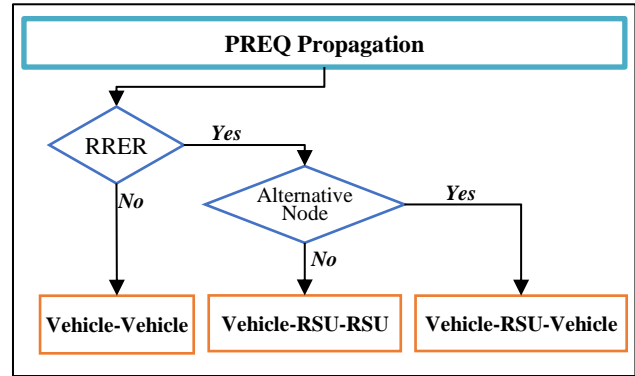 PREQ Propagation
RRER
Yes
No
Alternative
Node
Yes
No
Vehicle-Vehicle
Vehicle-RSU-RSU
Vehicle-RSU-Vehicle